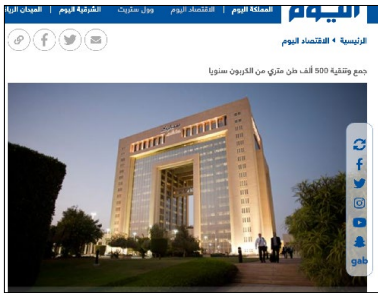 اليوم
المملكة اليوم | الاقتصاد اليوم وول ستريت الشرقية اليوم | الميدان
الرئيسية الاقتصاد اليوم
جمع وتنقية 500 ألف طن متري من الكربون سنويا
gab